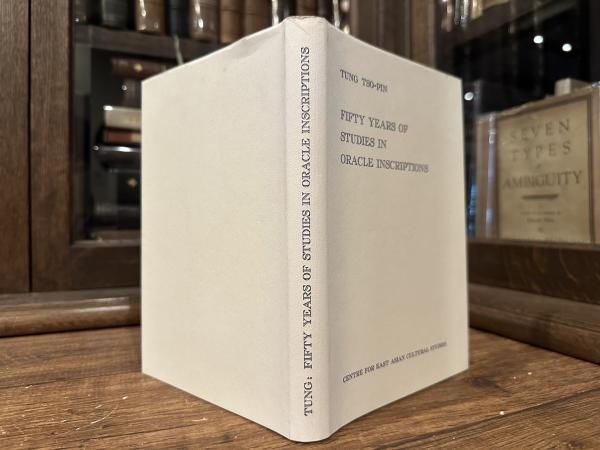 TUNG TSO-PIN
FIFTY YEARS OF
STUDIES IN
ORACLE INSCRIPTIONS
CENTRE FOR EAST ASIAN CULTURAL STUDIES
TUNG: FIFTY YEARS OF STUDIES IN ORACLE INSCRIPTIONS
SEVEN
TYPES
AMBIGUITY